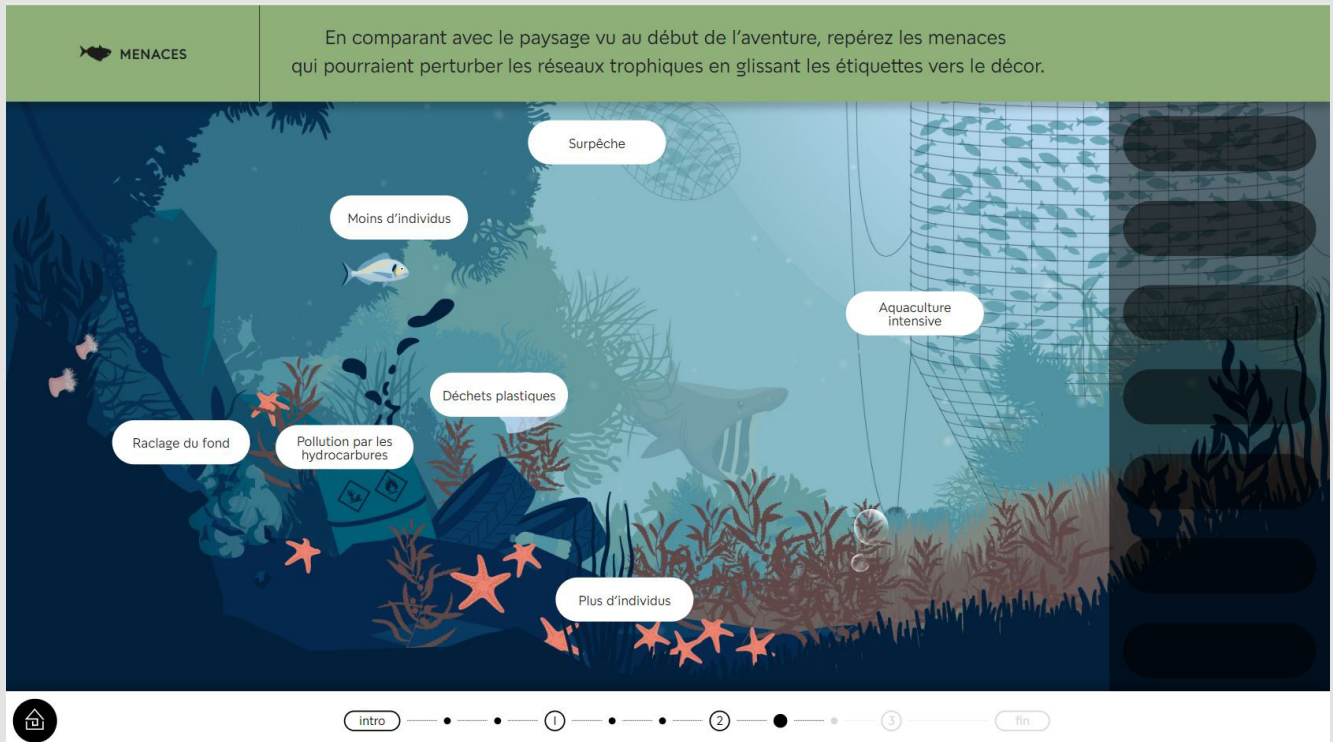 MENACES
En comparant avec le paysage vu au début de l’aventure, repérez les menaces
qui pourraient perturber les réseaux trophiques en glissant les étiquettes vers le décor.
Surpêche
Moins d’individus
Aquaculture
intensive
Déchets plastiques
Raclage du fond
Pollution par les
hydrocarbures
Plus d’individus
intro
1
2
3
fin